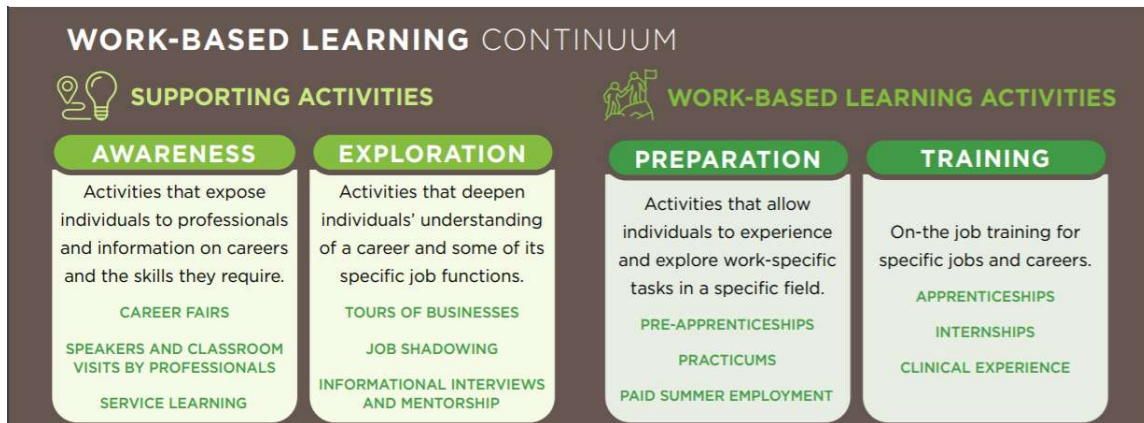 WORK-BASED LEARNING CONTINUUM
SUPPORTING ACTIVITIES
AWARENESS
Activities that expose
individuals to professionals
and information on careers
and the skills they require.
CAREER FAIRS
SPEAKERS AND CLASSROOM
VISITS BY PROFESSIONALS
SERVICE LEARNING
EXPLORATION
Activities that deepen
individuals’ understanding
of a career and some of its
specific job functions.
TOURS OF BUSINESSES
JOB SHADOWING
INFORMATIONAL INTERVIEWS
AND MENTORSHIP
WORK-BASED LEARNING ACTIVITIES
PREPARATION
Activities that allow
individuals to experience
and explore work-specific
tasks in a specific field.
PRE-APPRENTICESHIPS
PRACTICUMS
PAID SUMMER EMPLOYMENT
TRAINING
On-the job training for
specific jobs and careers.
APPRENTICESHIPS
INTERNSHIPS
CLINICAL EXPERIENCE